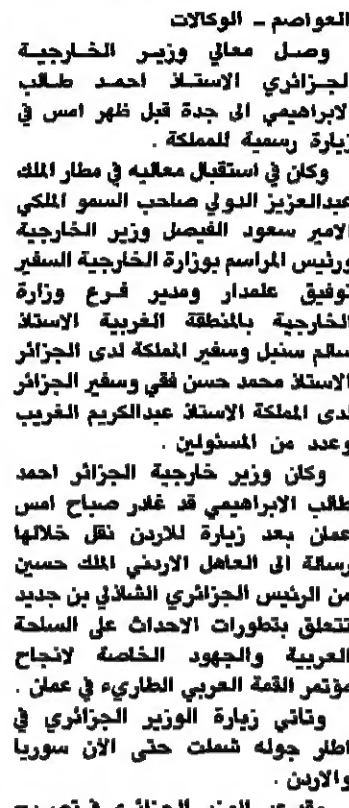 العواصم - الوكالات
وصل معالي وزير الخارجية
لجزائري الاستاذ احمد طالب
لابراهيمي الى جدة قبل ظهر امس في
زيارة رسمية للمملكة .
وكان في استقبال معاليه في مطار الملك
عبدالعزيز الدولي صاحب السمو الملكي
الامير سعود الفيصل وزير الخارجية
ورئيس المراسم بوزارة الخارجية السفير
توفيق علمدار ومدير فرع وزارة
الخارجية بالمنطقة الغربية الاستاذ
سالم سنبل وسفير المملكة لدى الجزائر
الاستاذ محمد حسن فقي وسفير الجزائر
لدى المملكة الاستاذ عبدالكريم الغريب
وعدد من المسئولين .
وكان وزير خارجية الجزائر احمد
طالب الابراهيمي قد غادر صباح امس
عمان بعد زيارة للاردن نقل خلالها
رسالة الى العاهل الاردني الملك حسين
من الرئيس الجزائري الشاذلي بن جديد
تتعلق بتطورات الاحداث على الساحة
العربية والجهود الخاصة لانجاح
مؤتمر القمة العربي الطاريء في عمان .
وتاتي زيارة الوزير الجزائري في
اطار جوله شملت حتى الآن سوريا
والاردن .